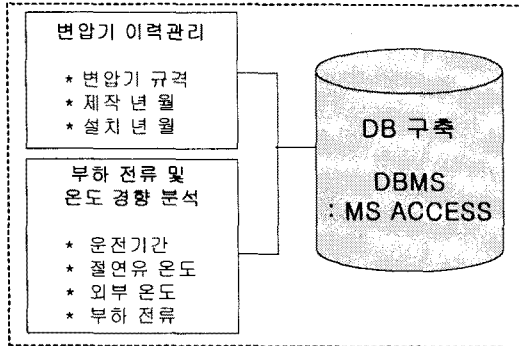 변압기 이력관리
* 변압기 규격
* 제작 년 월
* 설치 년 월
부하 전류 및
온도 경향 분석
* 운전기간
* 절연유 온도
* 외부 온도
* 부하 전류
DB 구축
DBMS
: MS ACCESS